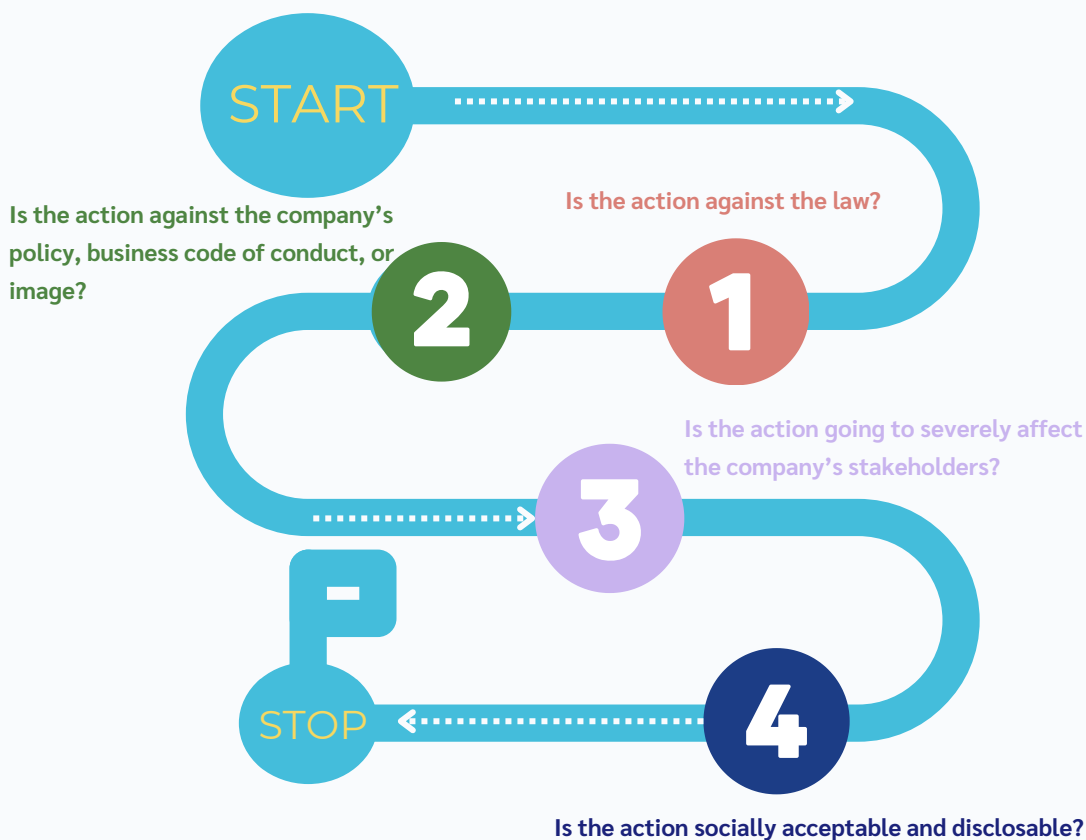 START
Is the action against the law?
1
Is the action against the company’s
policy, business code of conduct, or
image?
2
Is the action going to severely affect
the company’s stakeholders?
3
4
Is the action socially acceptable and disclosable?
STOP